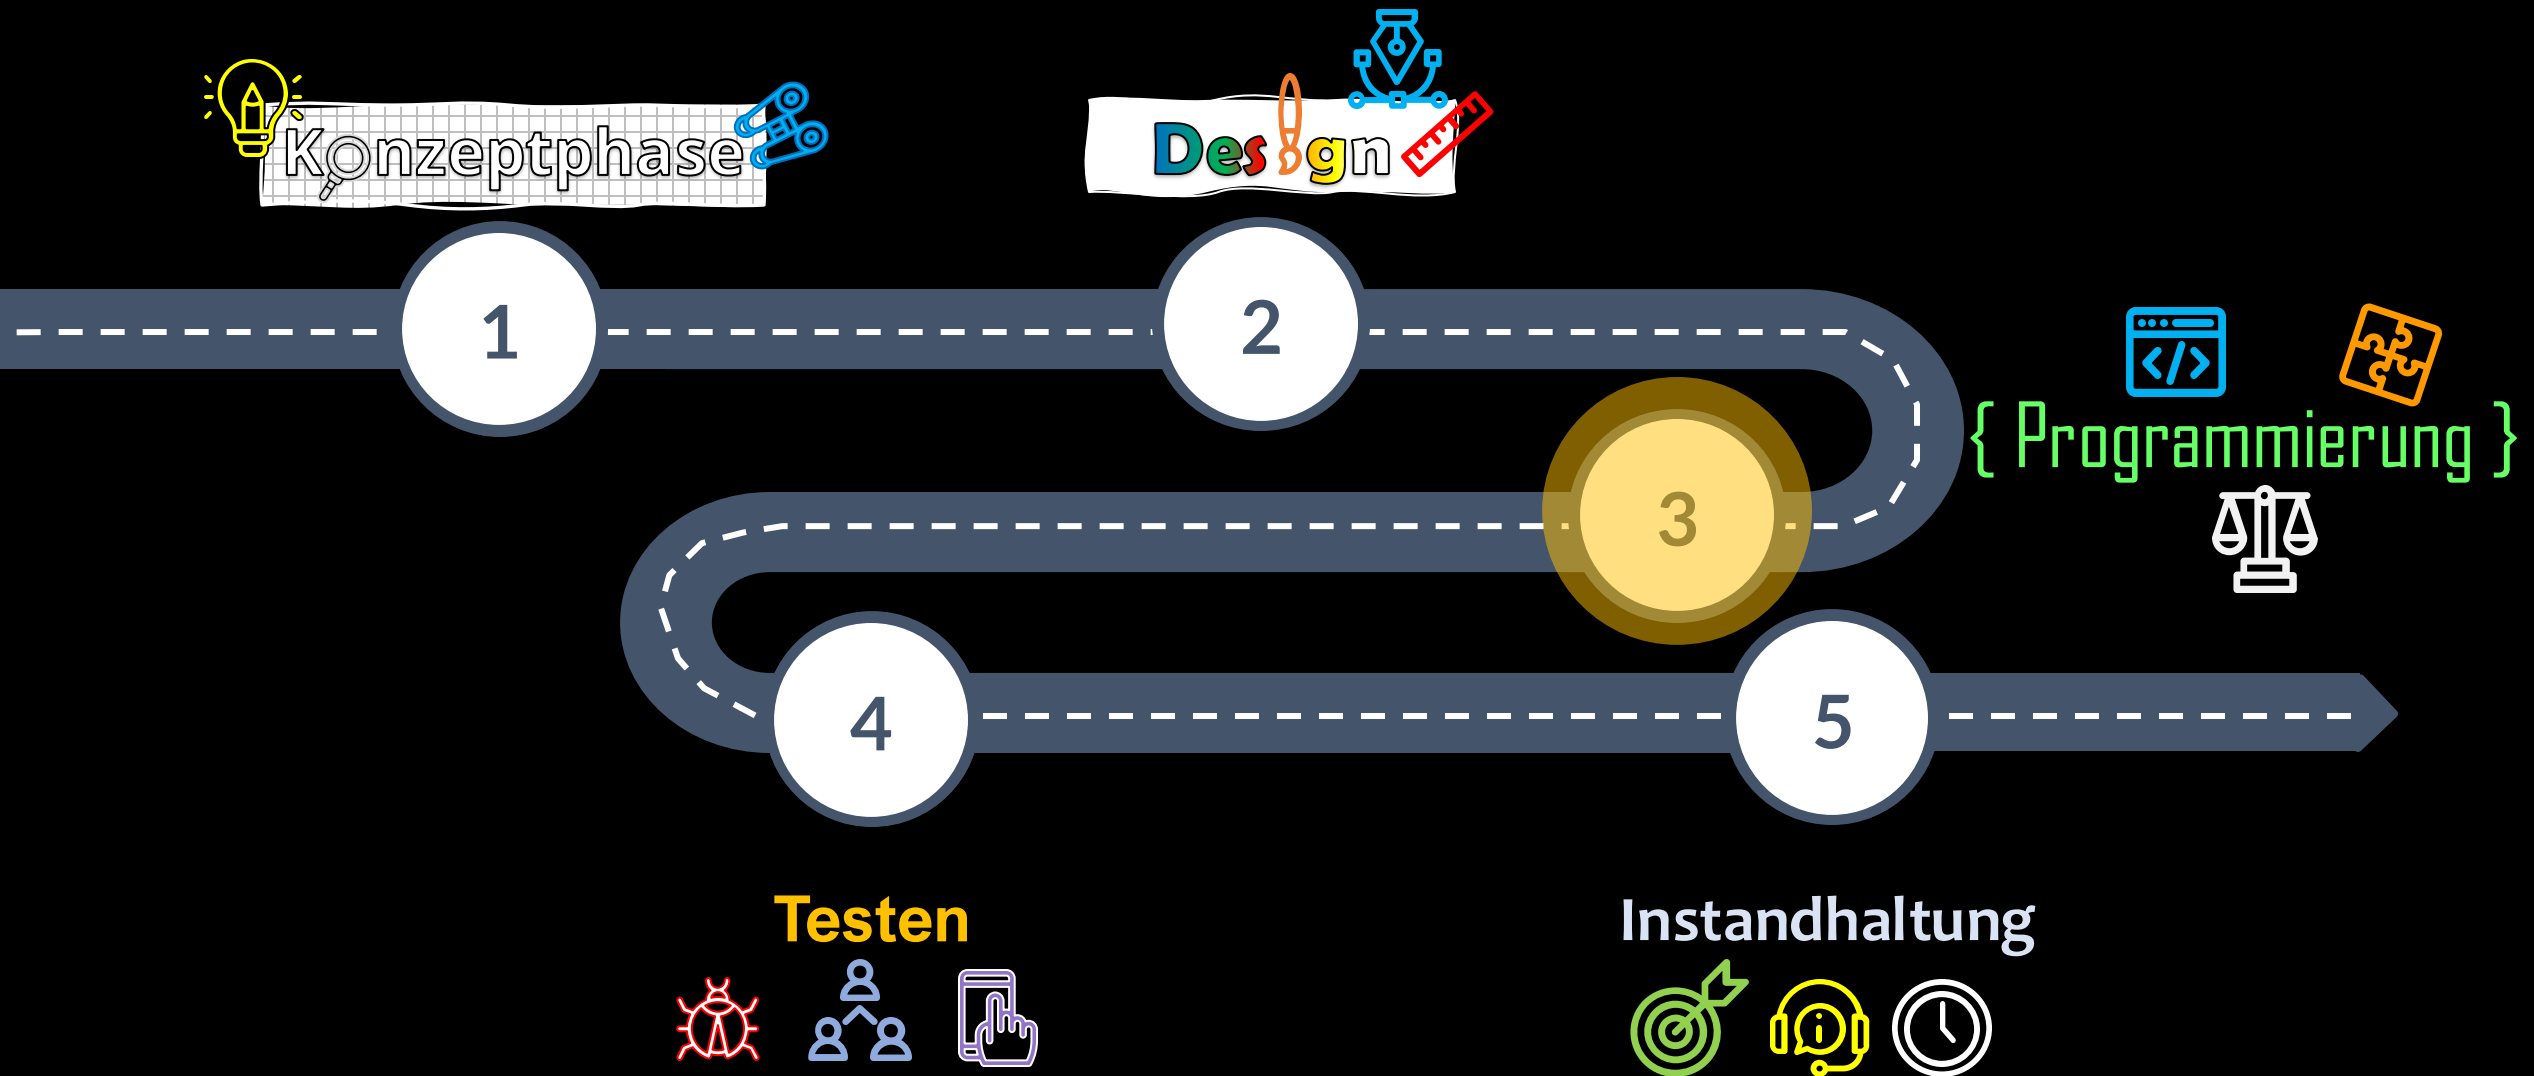 Konzeptphase
Design
1
2
</>
{ Programmierung }
3
4
5
Testen
Instandhaltung
i